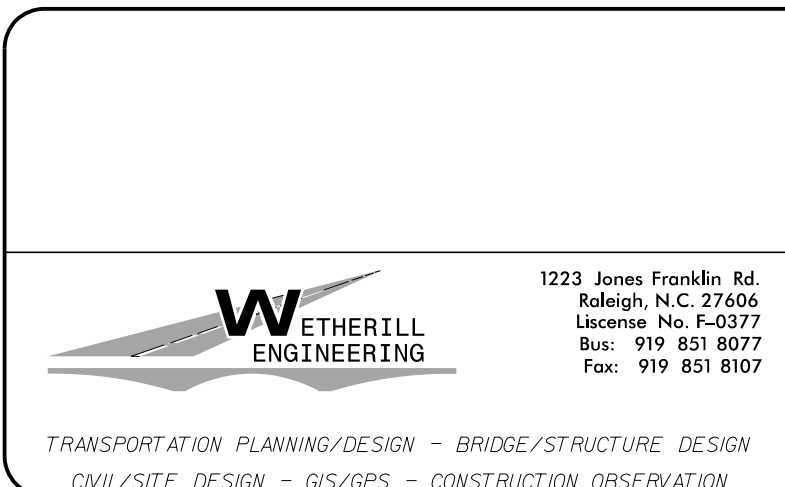 WETHERILL
ENGINEERING
1223 Jones Franklin Rd.
Raleigh, N.C. 27606
Liscense No. F-0377
Bus: 919 851 8077
Fax: 919 851 8107
TRANSPORTATION PLANNING/DESIGN - BRIDGE/STRUCTURE DESIGN
CIVIL/SITE DESIGN - GIS/GPS - CONSTRUCTION OBSERVATION